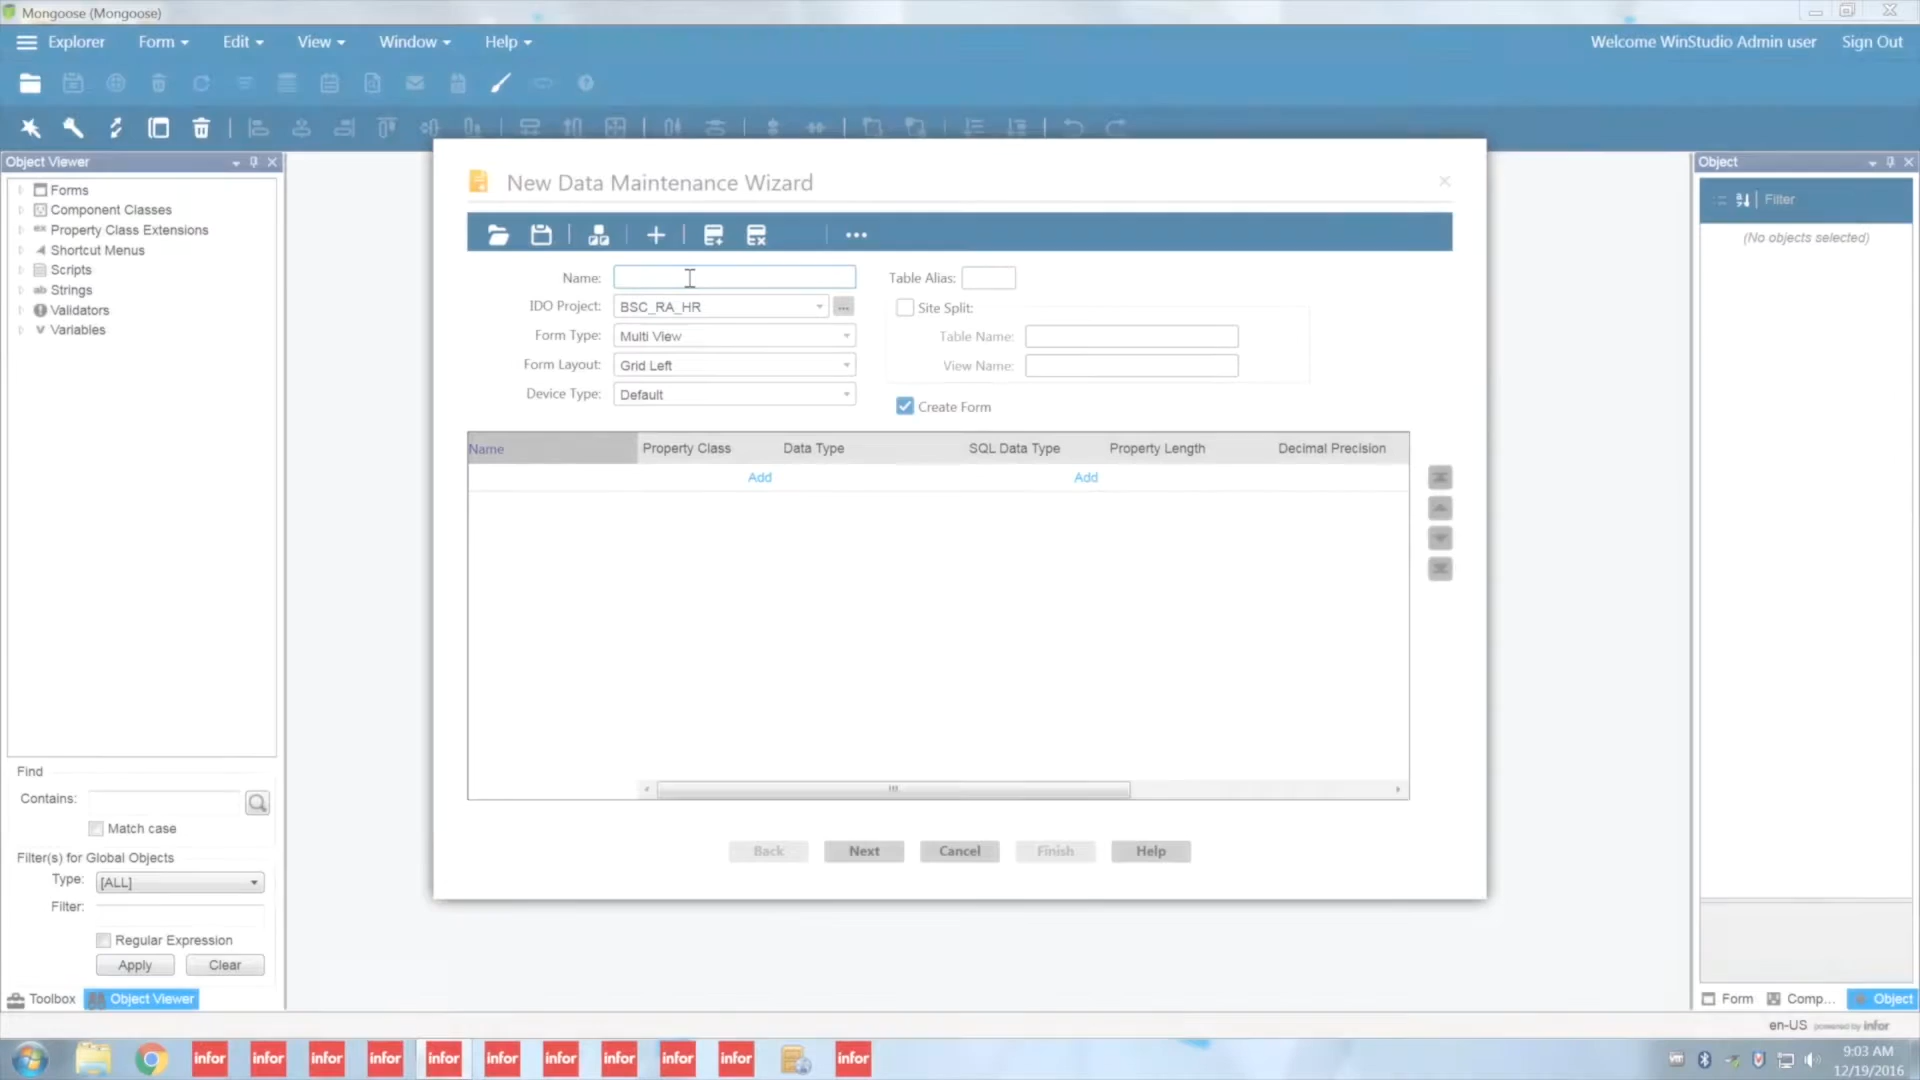 Mongoose (Mongoose)
Explorer Form Edit View Window Help Welcome WinStudio Admin user Sign Out
Object Viewer
Forms
Component Classes
Property Class Extensions
Shortcut Menus
Scripts
Strings
Validators
Variables
Find
Contains:
Match case
Filter(s) for Global Objects
Type: [ALL]
Filter:
Regular Expression
Apply Clear
Toolbox Object Viewer
New Data Maintenance Wizard
Name:
IDO Project: BSC_RA_HR
Form Type: Multi View
Form Layout: Grid Left
Device Type: Default
Table Alias:
Site Split:
Table Name:
View Name:
Create Form
Name Property Class Data Type SQL Data Type Property Length Decimal Precision
Add Add
Back Next Cancel Finish Help
Object
Filter
(No objects selected)
Form Comp... Object
en-US powered by infor
infor infor infor infor infor infor infor infor infor infor infor
9:03 AM
12/19/2016